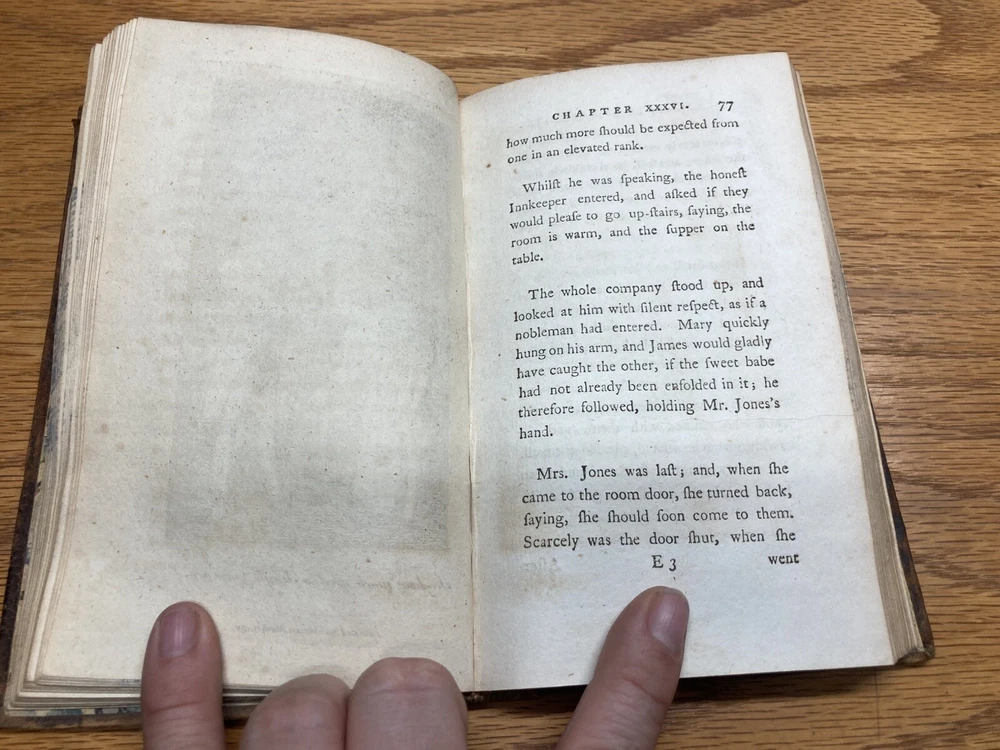 CHAPTER XXXVI. 77
how much more ſhould be expected from
one in an elevated rank.
Whilſt he was ſpeaking, the honeſt
Innkeeper entered, and aſked if they
would pleaſe to go up-ſtairs, ſaying, the
room is warm, and the ſupper on the
table.
The whole company ſtood up, and
looked at him with ſilent reſpect, as if a
nobleman had entered. Mary quickly
hung on his arm, and James would gladly
have caught the other, if the ſweet babe
had not already been enfolded in it; he
therefore followed, holding Mr. Jones's
hand.
Mrs. Jones was laſt; and, when ſhe
came to the room door, ſhe turned back,
ſaying, ſhe ſhould ſoon come to them.
Scarcely was the door ſhut, when ſhe
E 3 went